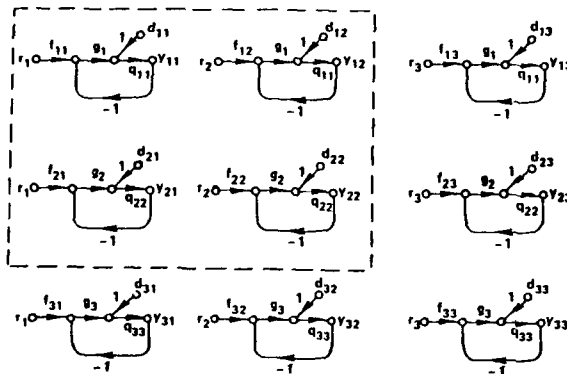 r₁ f₁₁ g₁ 1 d₁₁ q₁₁ y₁₁ -1
r₂ f₁₂ g₁ 1 d₁₂ q₁₁ y₁₂ -1
r₃ f₁₃ g₁ 1 d₁₃ q₁₁ y₁₃ -1
r₁ f₂₁ g₂ 1 d₂₁ q₂₂ y₂₁ -1
r₂ f₂₂ g₂ 1 d₂₂ q₂₂ y₂₂ -1
r₃ f₂₃ g₂ 1 d₂₃ q₂₂ y₂₃ -1
r₁ f₃₁ g₃ 1 d₃₁ q₃₃ y₃₁ -1
r₂ f₃₂ g₃ 1 d₃₂ q₃₃ y₃₂ -1
r₃ f₃₃ g₃ 1 d₃₃ q₃₃ y₃₃ -1